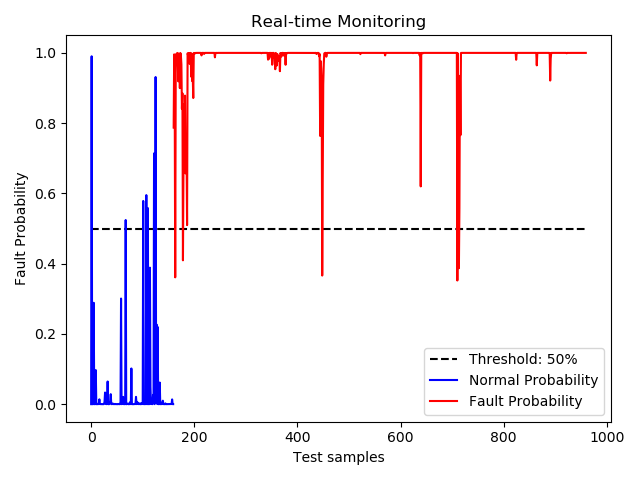 Real-time Monitoring
Fault Probability
1.0
0.8
0.6
0.4
0.2
0.0
0
200
400
600
800
1000
Test samples
Threshold: 50%
Normal Probability
Fault Probability